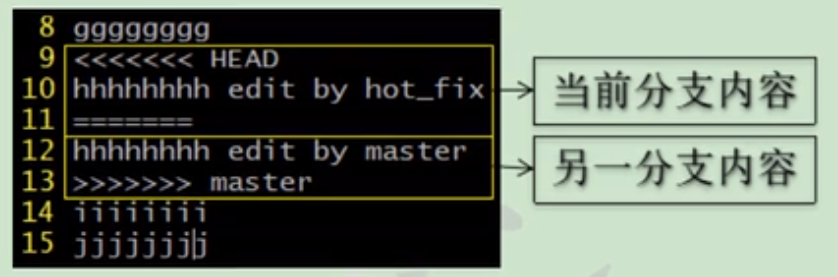 8 gggggggg
9 <<<<<<< HEAD
10 hhhhhhhh edit by hot_fix
当前分支内容
11 =======
12 hhhhhhhh edit by master
另一分支内容
13 >>>>>>> master
14 iiiiiiii
15 jjjjjjjj